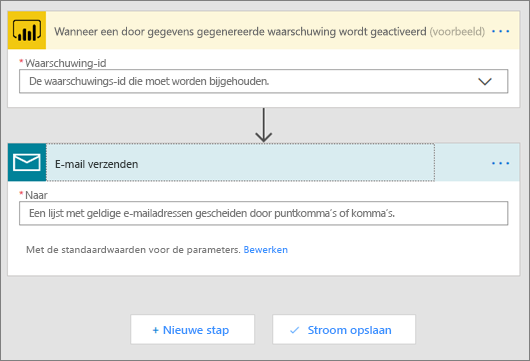 Wanneer een door gegevens gegenereerde waarschuwing wordt geactiveerd (voorbeeld)
* Waarschuwing-id
De waarschuwings-id die moet worden bijgehouden.
E-mail verzenden
* Naar
Een lijst met geldige e-mailadressen gescheiden door puntkomma's of komma's.
Met de standaardwaarden voor de parameters. Bewerken
+ Nieuwe stap
Stroom opslaan